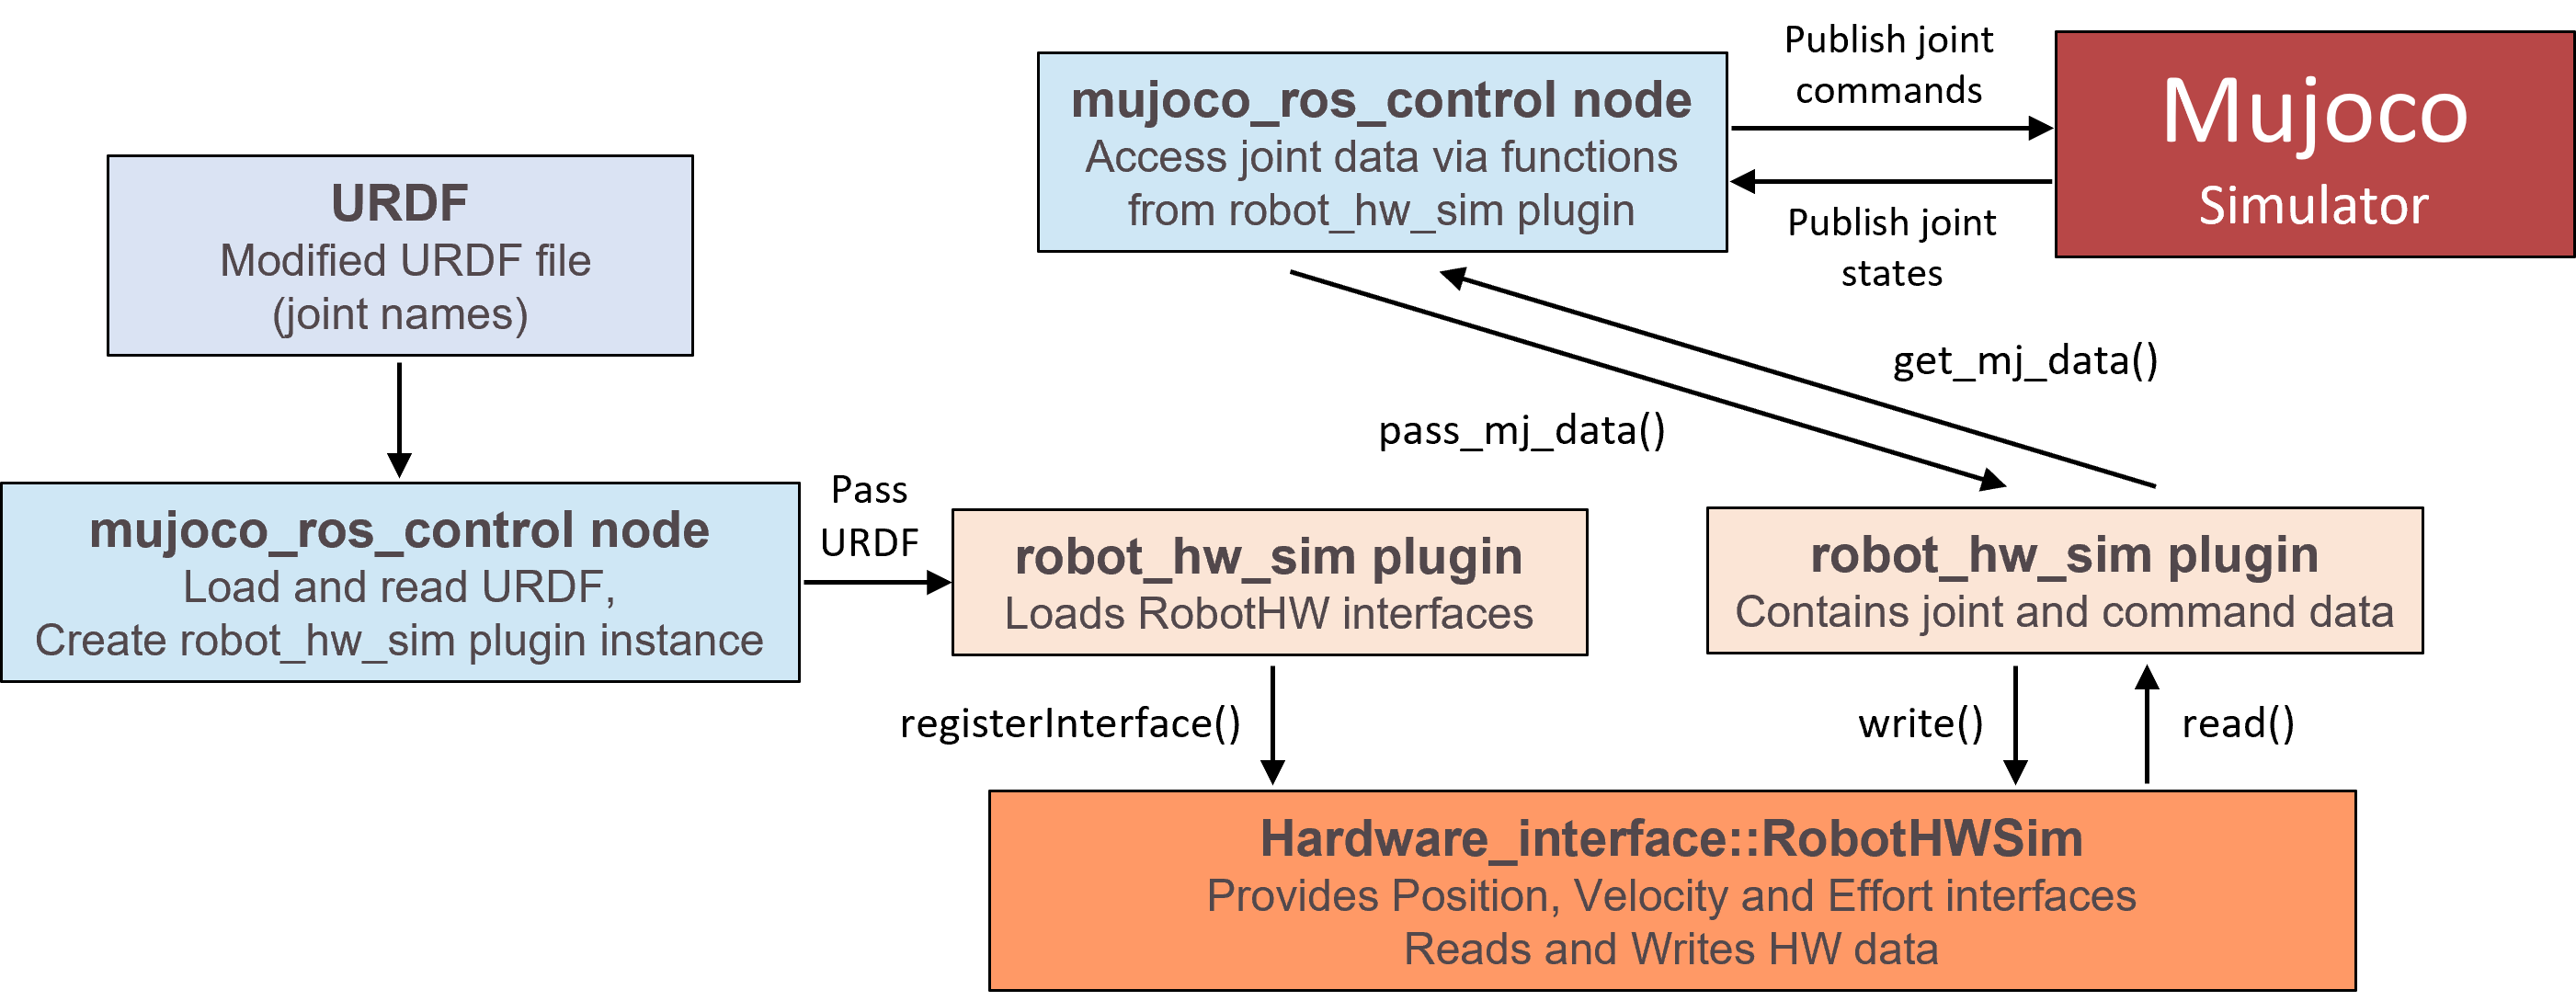 URDF
Modified URDF file
(joint names)
mujoco_ros_control node
Load and read URDF,
Create robot_hw_sim plugin instance
Pass
URDF
robot_hw_sim plugin
Loads RobotHW interfaces
registerInterface()
mujoco_ros_control node
Access joint data via functions
from robot_hw_sim plugin
Publish joint
commands
Publish joint
states
Mujoco
Simulator
get_mj_data()
pass_mj_data()
robot_hw_sim plugin
Contains joint and command data
write()
read()
Hardware_interface::RobotHWSim
Provides Position, Velocity and Effort interfaces
Reads and Writes HW data